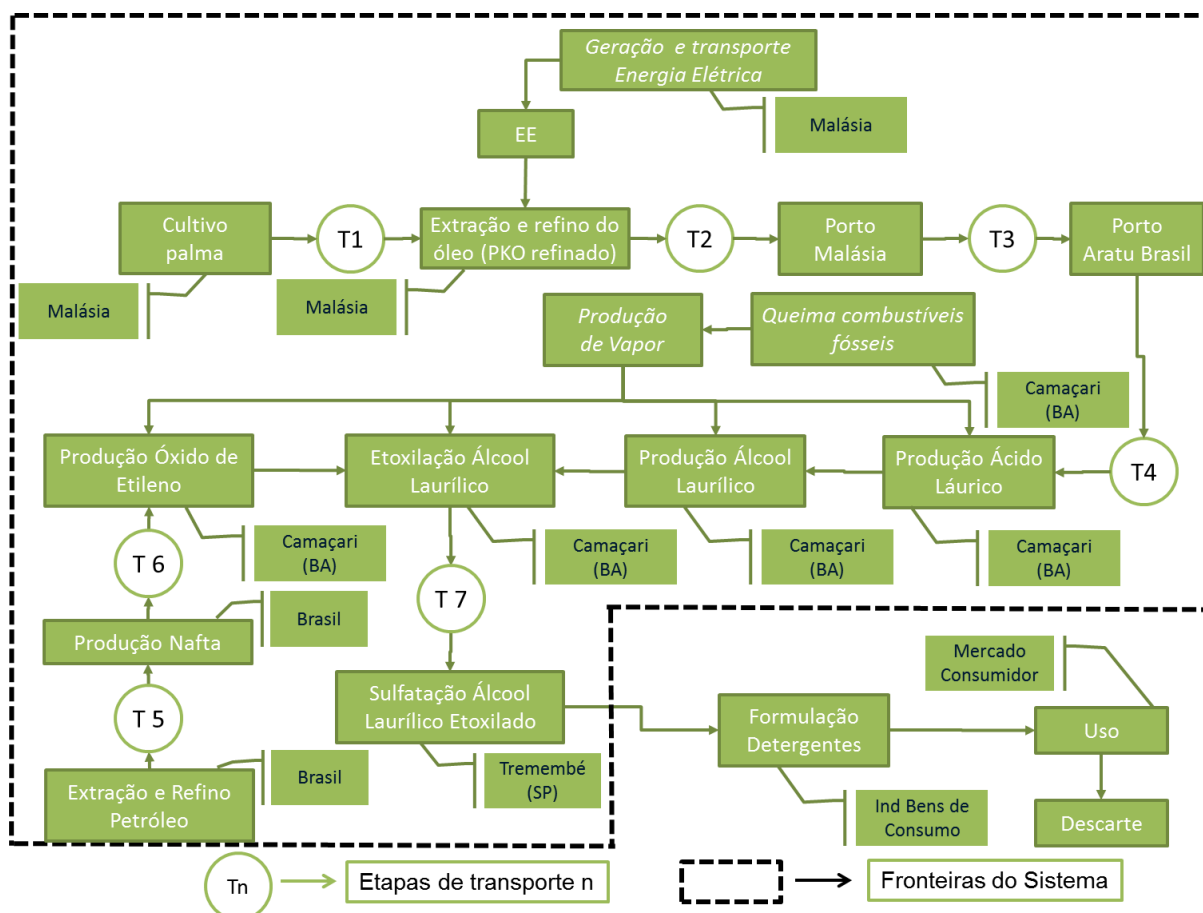 Geração e transporte
Energia Elétrica
Malásia
EE
Cultivo
palma
T1
Extração e refino do
óleo (PKO refinado)
T2
Porto
Malásia
T3
Porto
Aratu Brasil
Malásia
Malásia
Produção
de Vapor
Queima combustíveis
fósseis
Camaçari
(BA)
Produção Óxido de
Etileno
Etoxilação Álcool
Laurílico
Produção Álcool
Laurílico
Produção Ácido
Láurico
T4
Camaçari
(BA)
Camaçari
(BA)
Camaçari
(BA)
Camaçari
(BA)
T 6
T 7
Brasil
Produção Nafta
Mercado
Consumidor
T 5
Sulfatação Álcool
Laurílico Etoxilado
Formulação
Detergentes
Uso
Brasil
Tremembé
(SP)
Extração e Refino
Petróleo
Ind Bens de
Consumo
Descarte
Tn
Etapas de transporte n
Fronteiras do Sistema